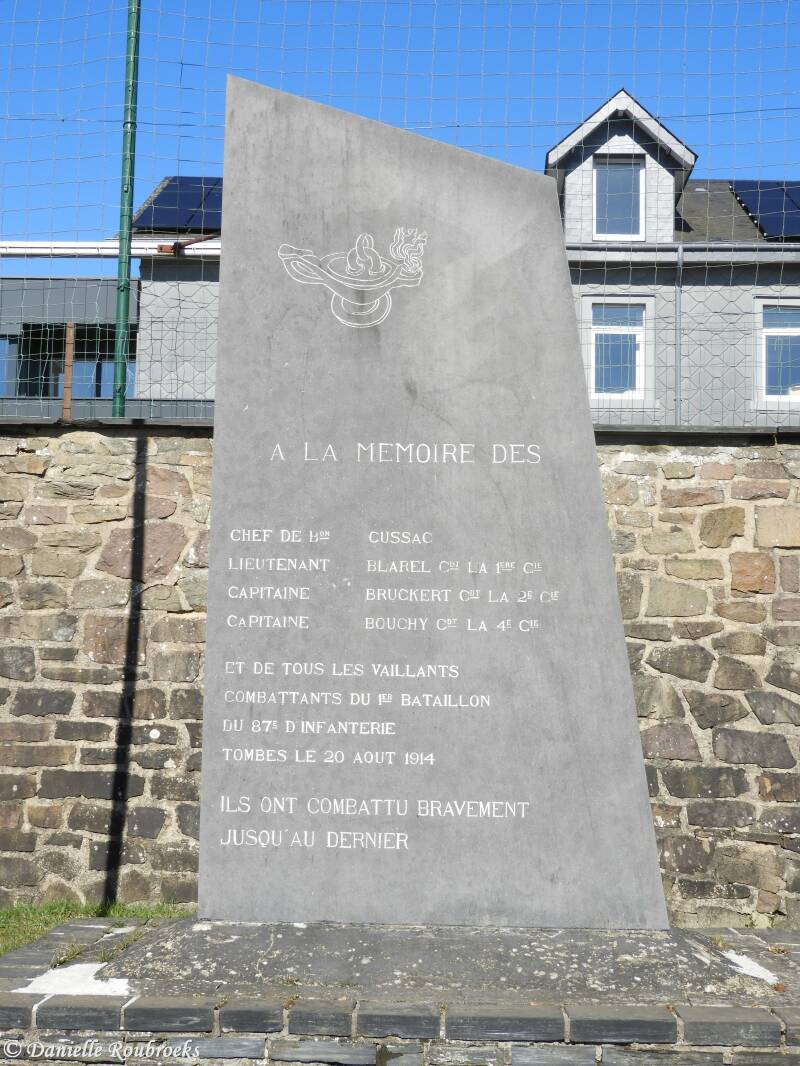 A LA MEMOIRE DES
CHEF DE BON CUSSAC
LIEUTENANT BLAREL CDT LA 1ERE CIE
CAPITAINE BRUCKERT CDT LA 2E CIE
CAPITAINE BOUCHY CDT LA 4E CIE
ET DE TOUS LES VAILLANTS
COMBATTANTS DU 1ER BATAILLON
DU 87E D'INFANTERIE
TOMBES LE 20 AOUT 1914
ILS ONT COMBATTU BRAVEMENT
JUSQU'AU DERNIER
© Danielle Roubroeks